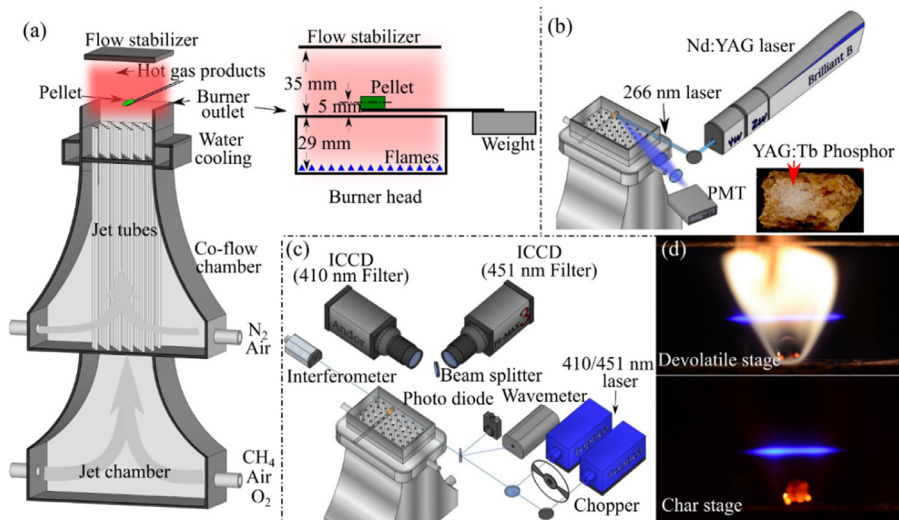 (a)
Flow stabilizer
Hot gas products
Pellet
Burner
outlet
Water
cooling
Jet tubes
Co-flow
chamber
N2
Air
Jet chamber
CH4
Air
O2
Flow stabilizer
35 mm
Pellet
5 mm
29 mm
Flames
Weight
Burner head
(b)
Nd:YAG laser
Brilliant B
266 nm laser
4ω
2ω
PMT
YAG:Tb Phosphor
(c)
ICCD
(410 nm Filter)
ICCD
(451 nm Filter)
Andor
Interferometer
Beam splitter
Photo diode
Wavemeter
410/451 nm
laser
Chopper
(d)
Devolatile stage
Char stage